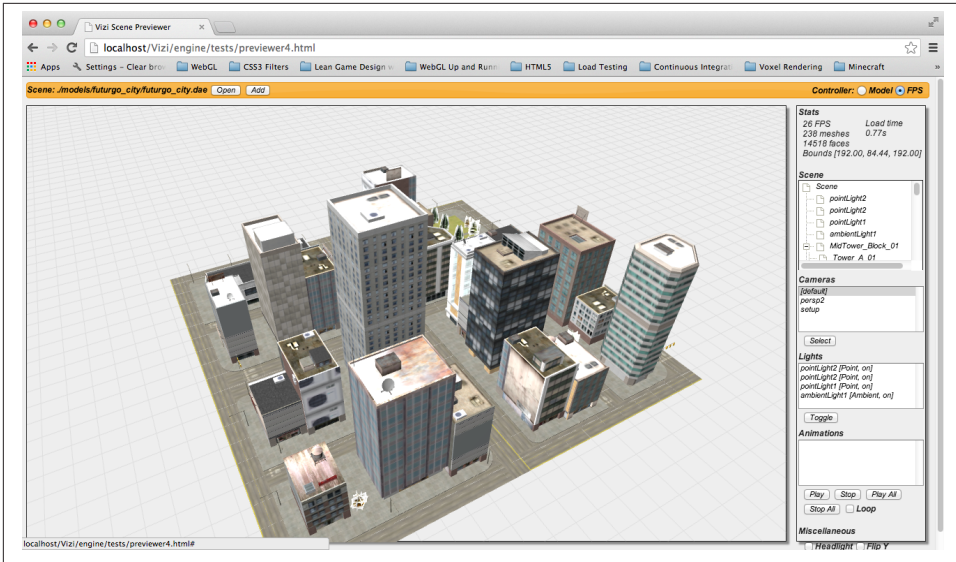 Vizi Scene Previewer
localhost/Vizi/engine/tests/previewer4.html
Apps Settings – Clear brow WebGL CSS3 Filters Lean Game Design w WebGL Up and Runn HTML5 Load Testing Continuous Integrati Voxel Rendering Minecraft »
Scene: ./models/futurgo_city/futurgo_city.dae Open Add Controller: Model FPS
Stats
26 FPS Load time
238 meshes 0.77s
14518 faces
Bounds [192.00, 84.44, 192.00]
Scene
Scene
pointLight2
pointLight2
pointLight1
ambientLight1
MidTower_Block_01
Tower_A_01
Cameras
[default]
persp2
setup
Select
Lights
pointLight2 [Point, on]
pointLight2 [Point, on]
pointLight1 [Point, on]
ambientLight1 [Ambient, on]
Toggle
Animations
Play Stop Play All
Stop All Loop
Miscellaneous
Headlight Flip Y
localhost/Vizi/engine/tests/previewer4.html#